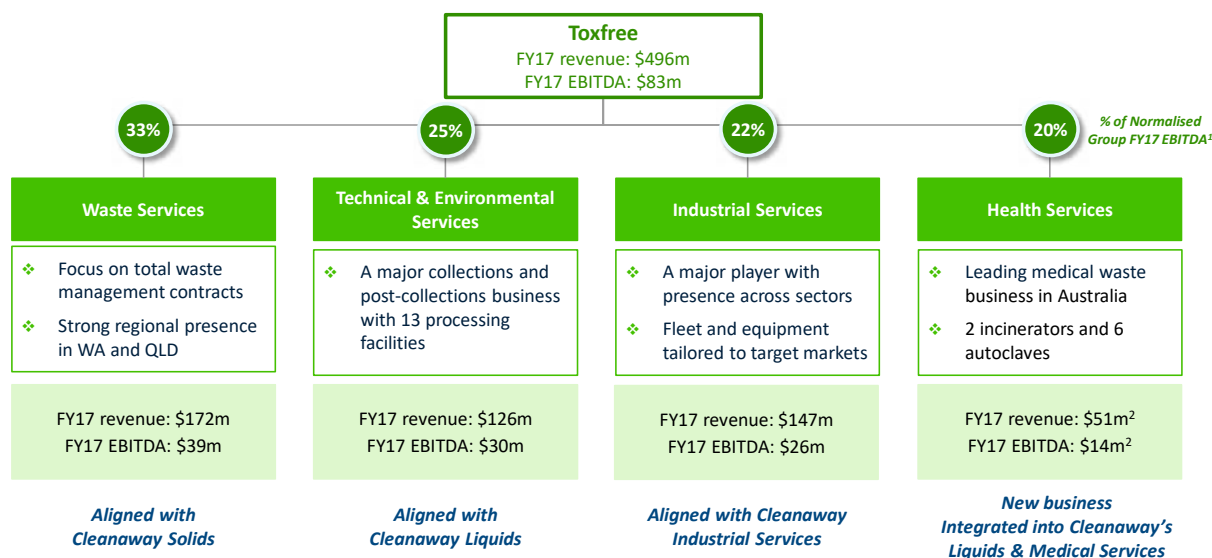 Toxfree
FY17 revenue: $496m
FY17 EBITDA: $83m
33%
25%
22%
20%
% of Normalised
Group FY17 EBITDA¹
Waste Services
❖ Focus on total waste
management contracts
❖ Strong regional presence
in WA and QLD
FY17 revenue: $172m
FY17 EBITDA: $39m
Aligned with
Cleanaway Solids
Technical & Environmental
Services
❖ A major collections and
post-collections business
with 13 processing
facilities
FY17 revenue: $126m
FY17 EBITDA: $30m
Aligned with
Cleanaway Liquids
Industrial Services
❖ A major player with
presence across sectors
❖ Fleet and equipment
tailored to target markets
FY17 revenue: $147m
FY17 EBITDA: $26m
Aligned with Cleanaway
Industrial Services
Health Services
❖ Leading medical waste
business in Australia
❖ 2 incinerators and 6
autoclaves
FY17 revenue: $51m²
FY17 EBITDA: $14m²
New business
Integrated into Cleanaway's
Liquids & Medical Services